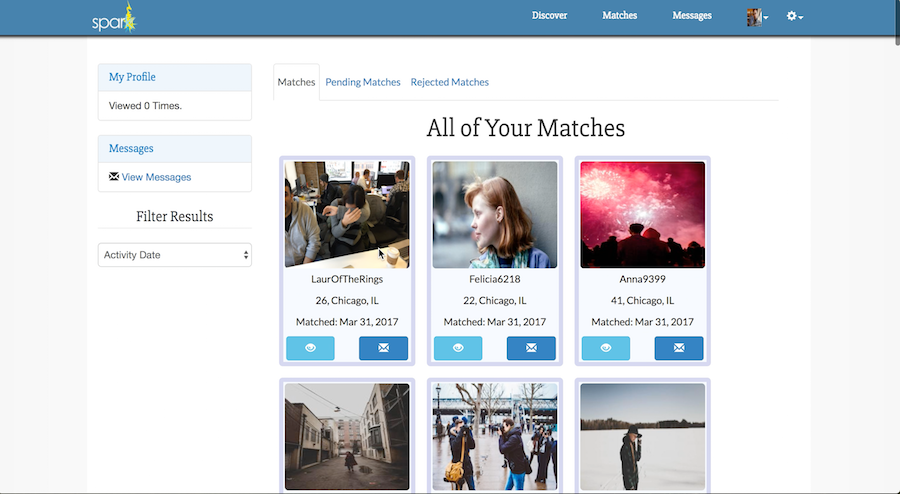 spark
Discover
Matches
Messages
My Profile
Viewed 0 Times.
Messages
View Messages
Filter Results
Activity Date
Matches
Pending Matches
Rejected Matches
All of Your Matches
LaurOfTheRings
26, Chicago, IL
Matched: Mar 31, 2017
Felicia6218
22, Chicago, IL
Matched: Mar 31, 2017
Anna9399
41, Chicago, IL
Matched: Mar 31, 2017